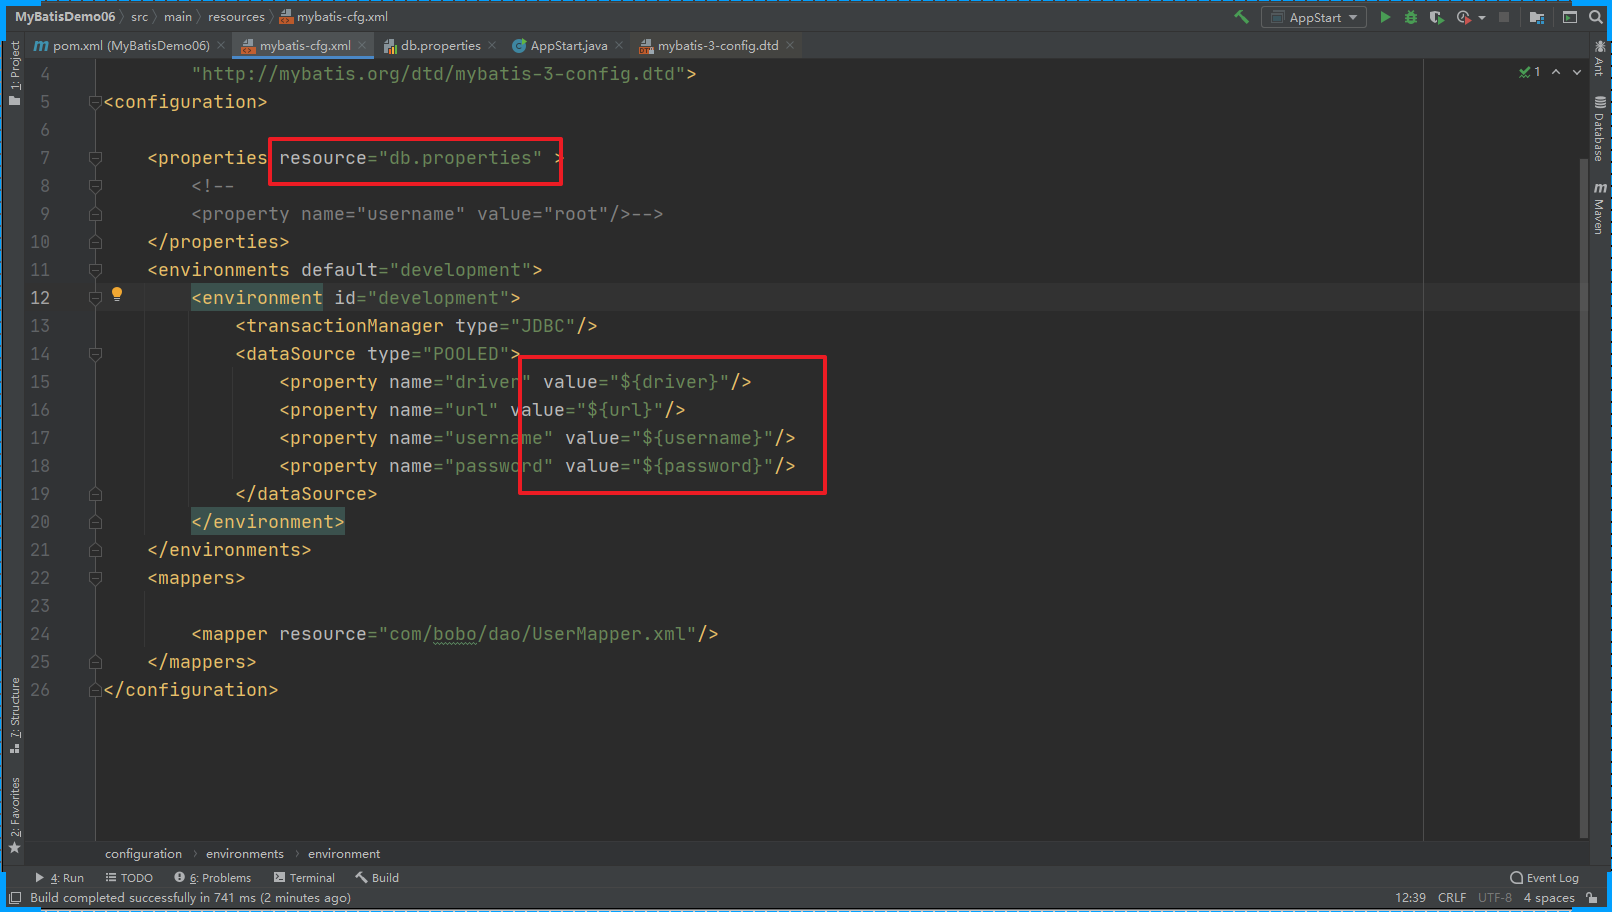 MyBatisDemo06 src main resources mybatis-cfg.xml AppStart
pom.xml (MyBatisDemo06) mybatis-cfg.xml db.properties AppStart.java mybatis-3-config.dtd
1: Project
4 "http://mybatis.org/dtd/mybatis-3-config.dtd">
1
5 <configuration>
6
7 <properties resource="db.properties" >
8 <!--
9 <property name="username" value="root"/>-->
10 </properties>
11 <environments default="development">
12 <environment id="development">
13 <transactionManager type="JDBC"/>
14 <dataSource type="POOLED">
15 <property name="driver" value="${driver}"/>
16 <property name="url" value="${url}"/>
17 <property name="username" value="${username}"/>
18 <property name="password" value="${password}"/>
19 </dataSource>
20 </environment>
21 </environments>
22 <mappers>
23
24 <mapper resource="com/bobo/dao/UserMapper.xml"/>
25 </mappers>
26 </configuration>
Ant
Database
m Maven
7: Structure
2: Favorites
configuration environments environment
4: Run TODO 6: Problems Terminal Build Event Log
Build completed successfully in 741 ms (2 minutes ago) 12:39 CRLF UTF-8 4 spaces